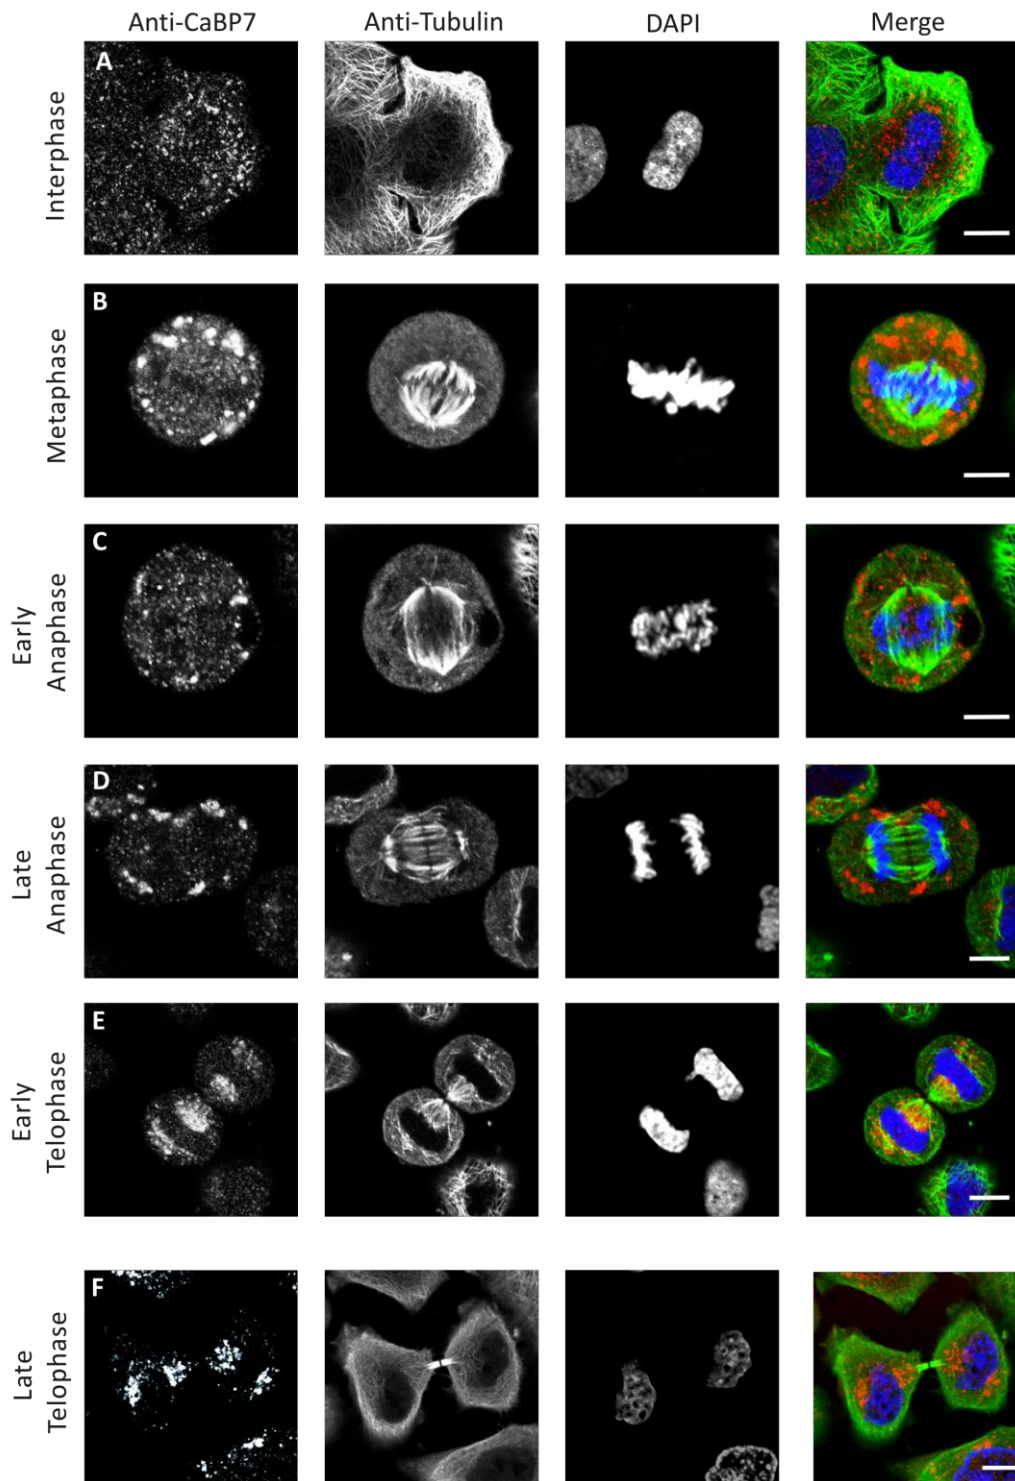 Anti-CaBP7 Anti-Tubulin DAPI Merge
A
Interphase
B
Metaphase
C
Early
Anaphase
D
Late
Anaphase
E
Early
Telophase
F
Late
Telophase